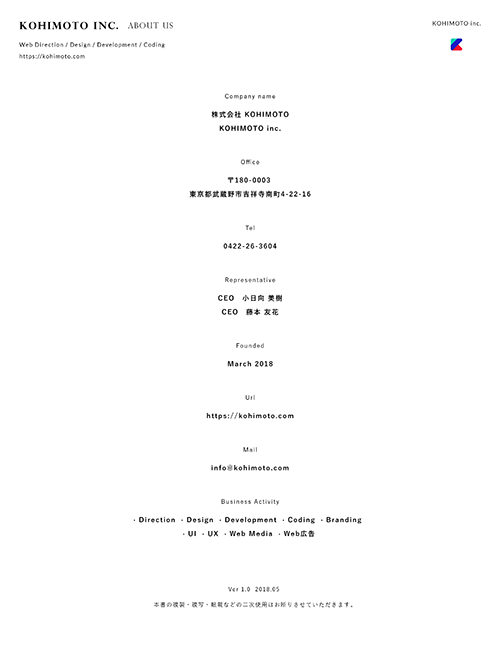 KOHIMOTO INC. ABOUT US
KOHIMOTO inc.
Web Direction / Design / Development / Coding
https://kohimoto.com
Company name
株式会社 KOHIMOTO
KOHIMOTO inc.
Office
〒180-0003
東京都武蔵野市吉祥寺南町4-22-16
Tel
0422-26-3604
Representative
CEO 小日向 美樹
CEO 藤本 友花
Founded
March 2018
Url
https://kohimoto.com
Mail
info@kohimoto.com
Business Activity
・Direction ・Design ・Development ・Coding ・Branding
・UI ・UX ・Web Media ・Web広告
Ver 1.0 2018.05
本書の複製・複写・転載などの二次使用はお断りさせていただきます。